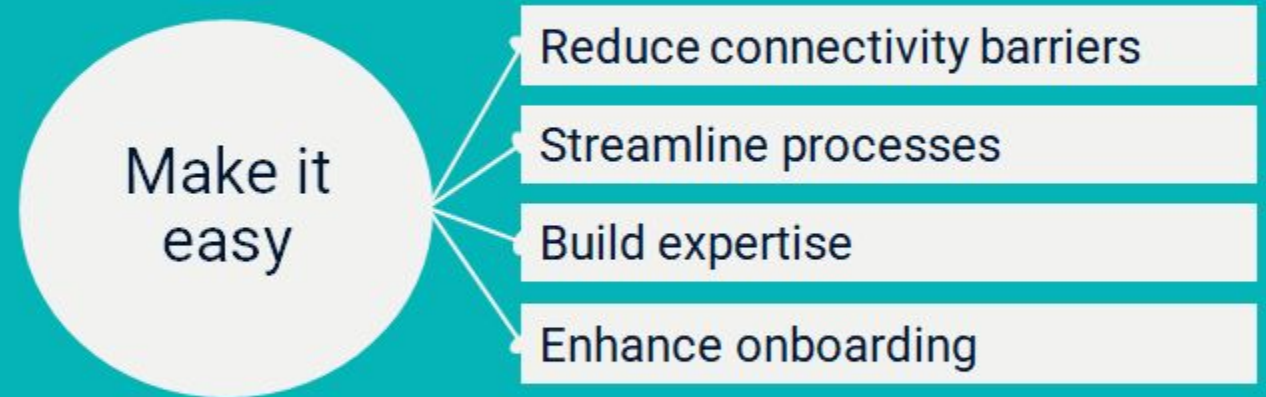 Make it
easy
Reduce connectivity barriers
Streamline processes
Build expertise
Enhance onboarding